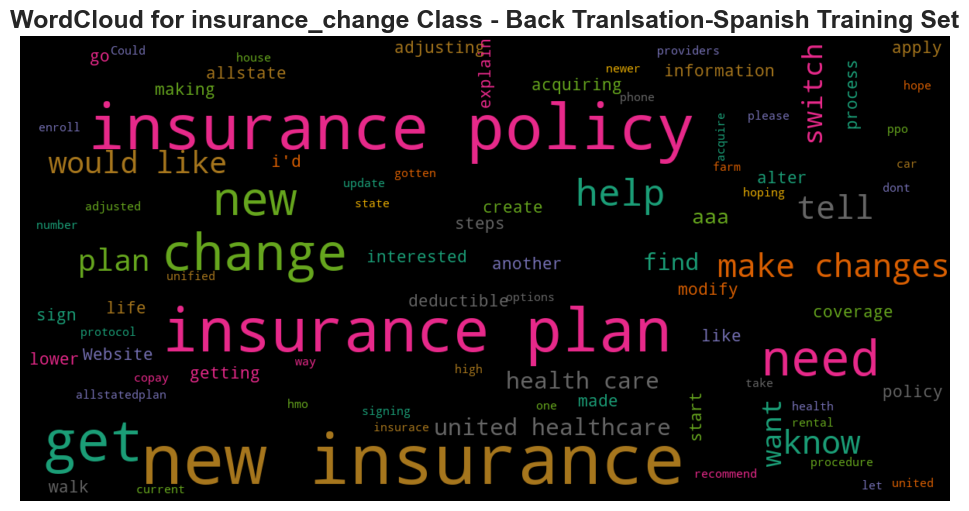 WordCloud for insurance_change Class - Back Tranlsation-Spanish Training Set
go
Could
house
adjusting
explain
providers
apply
allstate
newer
information
switch
process
hope
making
acquiring
phone
insurance policy
enroll
acquire
please
ppo
would like
i'd
gotten
farm
alter
car
update
help
hoping
dont
new
state
create
tell
adjusted
aaa
number
steps
change
interested
another
find
make changes
plan
unified
modify
life
deductible
options
coverage
sign
protocol
insurance plan
like
need
lower
Website
way
copay
getting
high
health care
take
policy
allstatedplan
hmo
made
start
want
health
signing
one
rental
get
insurace
united healthcare
know
new insurance
procedure
walk
current
recommend
let
united